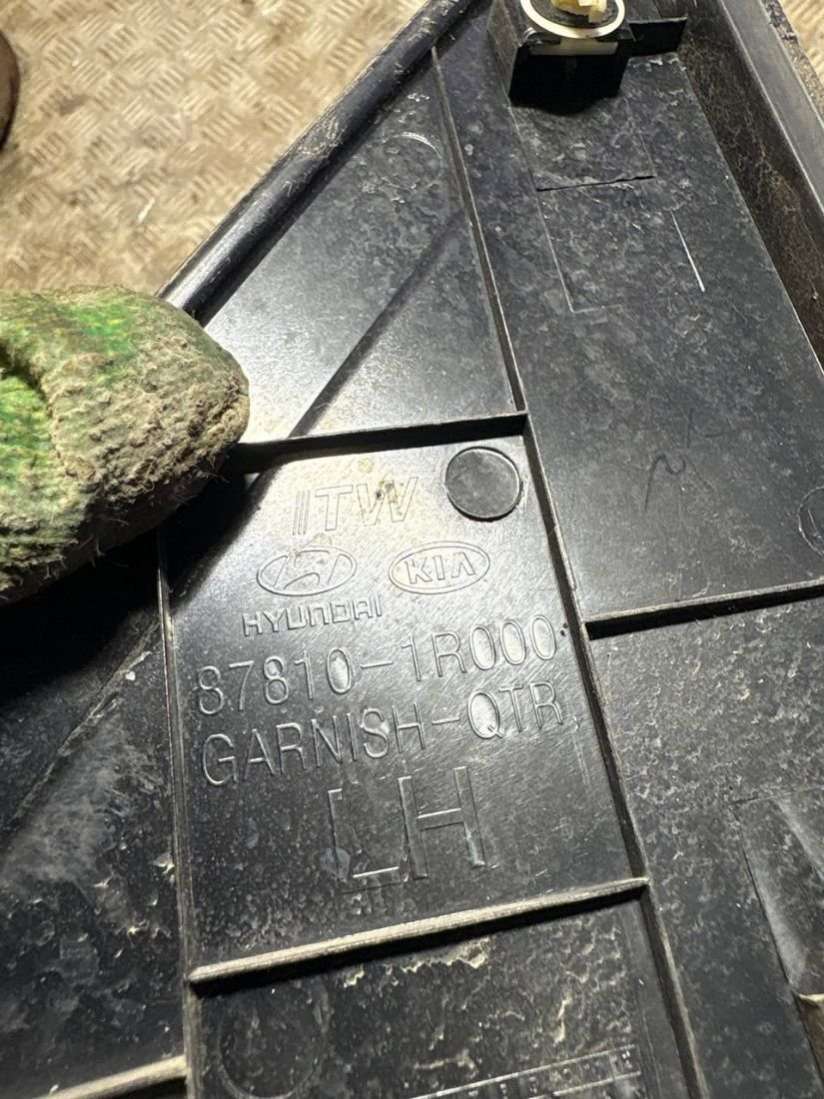 ITW
HYUNDAI
KIA
87810-1R000
GARNISH-QTR
LH